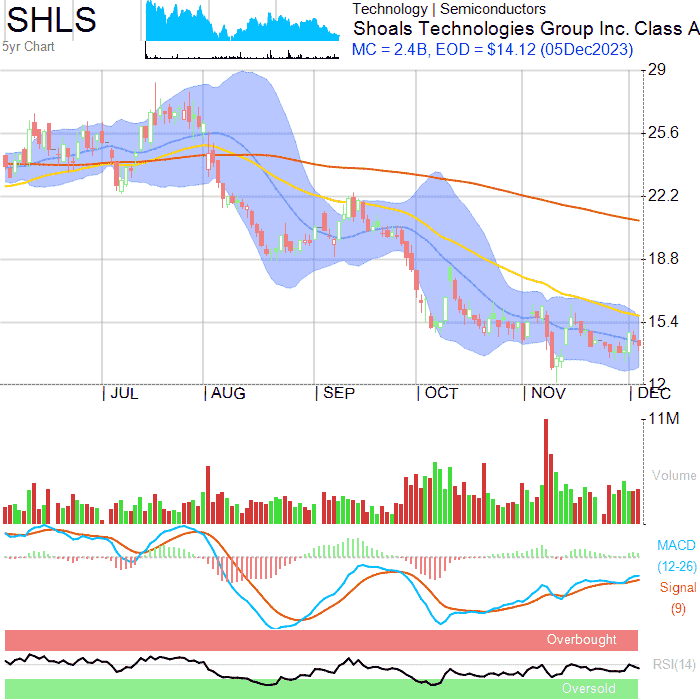 SHLS
5yr Chart
Technology | Semiconductors
Shoals Technologies Group Inc. Class A
MC = 2.4B, EOD = $14.12 (05Dec2023)
29
25.6
22.2
18.8
15.4
12
JUL
AUG
SEP
OCT
NOV
DEC
11M
Volume
MACD
(12-26)
Signal
(9)
Overbought
RSI(14)
Oversold